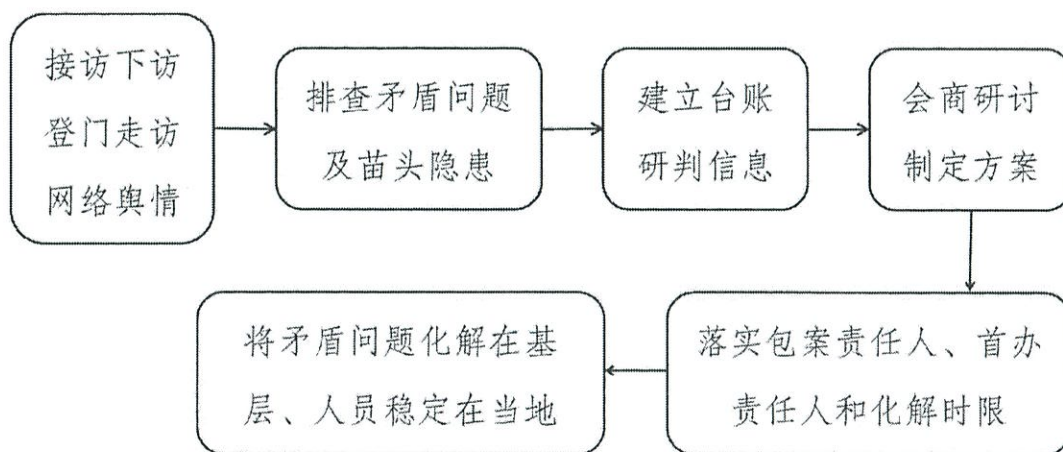 接访下访
登门走访
网络舆情
排查矛盾问题
及苗头隐患
建立台账
研判信息
会商研讨
制定方案
落实包案责任人、首办
责任人和化解时限
将矛盾问题化解在基
层、人员稳定在当地